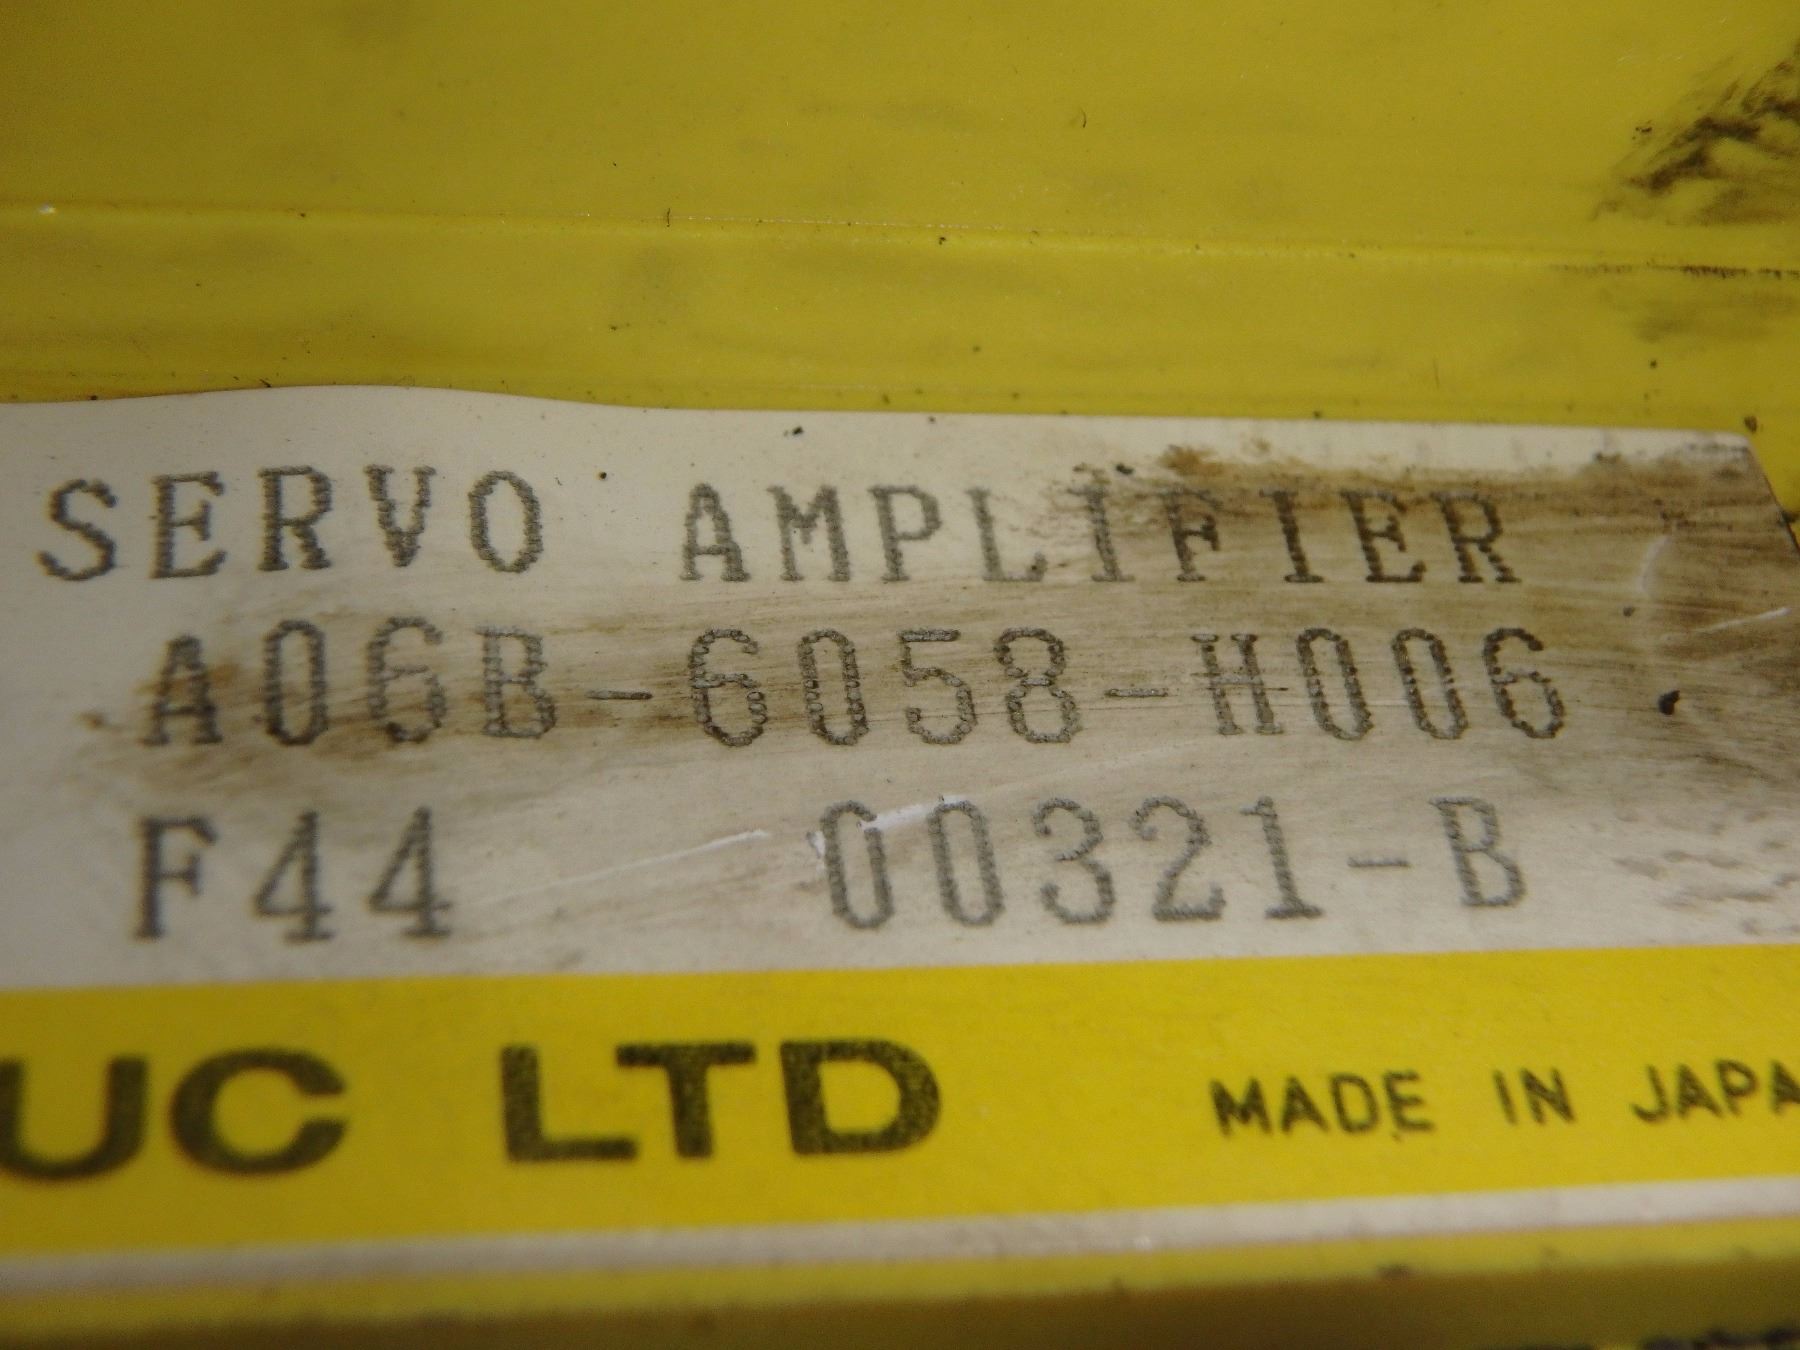 SERVO AMPLIFIER
A06B-6058-H006
F44 00321-B
UC LTD MADE IN JAPA